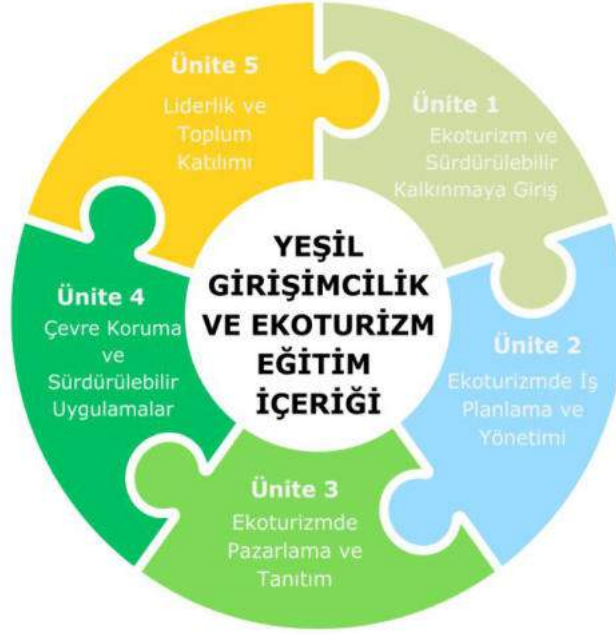 YEŞİL
GİRİŞİMCİLİK
VE EKOTURİZM
EĞİTİM
İÇERİĞİ
Ünite 1
Ekoturizm ve
Sürdürülebilir
Kalkınmaya Giriş
Ünite 2
Ekoturizmde İş
Planlama ve
Yönetimi
Ünite 3
Ekoturizmde
Pazarlama ve
Tanıtım
Ünite 4
Çevre Koruma
ve
Sürdürülebilir
Uygulamalar
Ünite 5
Liderlik ve
Toplum
Katılımı